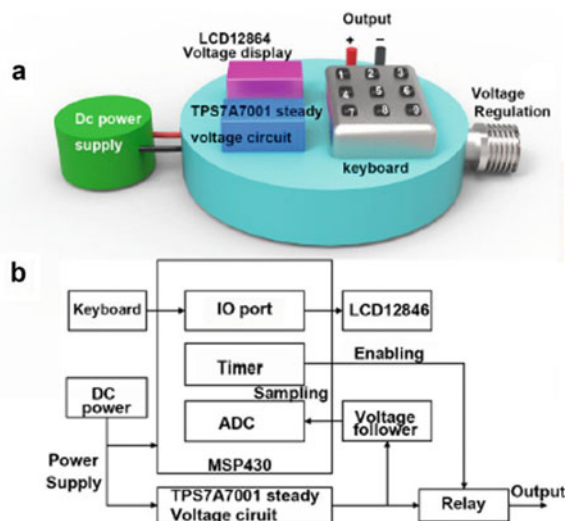 a
LCD12864
Voltage display
Output
+ −
Dc power
supply
TPS7A7001 steady
voltage circuit
1 2 3
4 5 6
7 8 9
keyboard
Voltage
Regulation
b
Keyboard
IO port
LCD12846
Timer
Enabling
Sampling
DC
power
ADC
Voltage
follower
MSP430
Power
Supply
TPS7A7001 steady
Voltage ciruit
Relay
Output